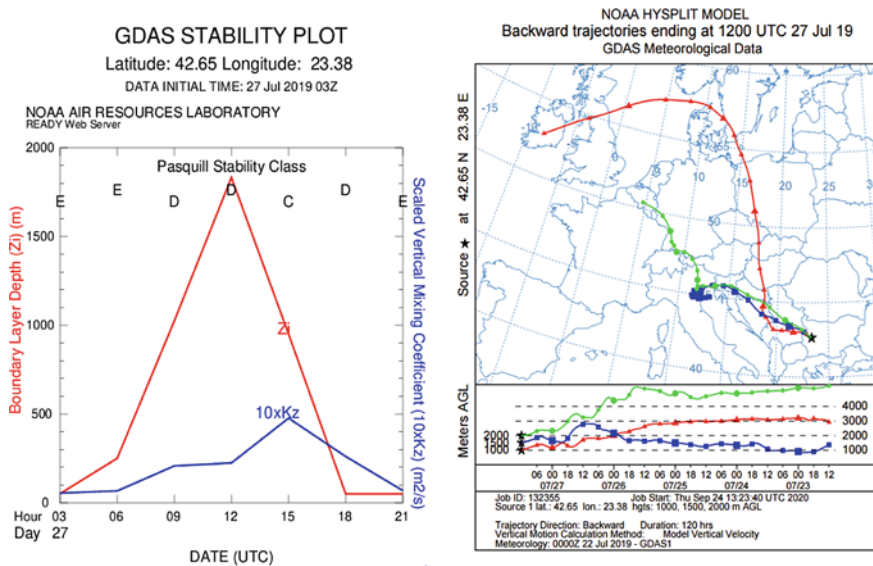 GDAS STABILITY PLOT
Latitude: 42.65 Longitude: 23.38
DATA INITIAL TIME: 27 Jul 2019 03Z
NOAA AIR RESOURCES LABORATORY
READY Web Server
Pasquill Stability Class
E E D D C D E
Boundary Layer Depth (Zi) (m)
2000
1500
1000
500
0
Zi
10xKz
Scaled Vertical Mixing Coefficient (10xKz) (m2/s)
Hour 03 06 09 12 15 18 21
Day 27
DATE (UTC)
NOAA HYSPLIT MODEL
Backward trajectories ending at 1200 UTC 27 Jul 19
GDAS Meteorological Data
Source ★ at 42.65 N 23.38 E
-15
60
55
5
10
15
20
25
30
50
45
40
Meters AGL
2000
1000
4000
3000
2000
1000
06 00 18 12 06 00 18 12 06 00 18 12 06 00 18 12 06 00 18 12
07/27 07/26 07/25 07/24 07/23
Job ID: 132355 Job Start: Thu Sep 24 13:23:40 UTC 2020
Source 1 lat.: 42.65 lon.: 23.38 hgts: 1000, 1500, 2000 m AGL
Trajectory Direction: Backward Duration: 120 hrs
Vertical Motion Calculation Method: Model Vertical Velocity
Meteorology: 0000Z 22 Jul 2019 - GDAS1